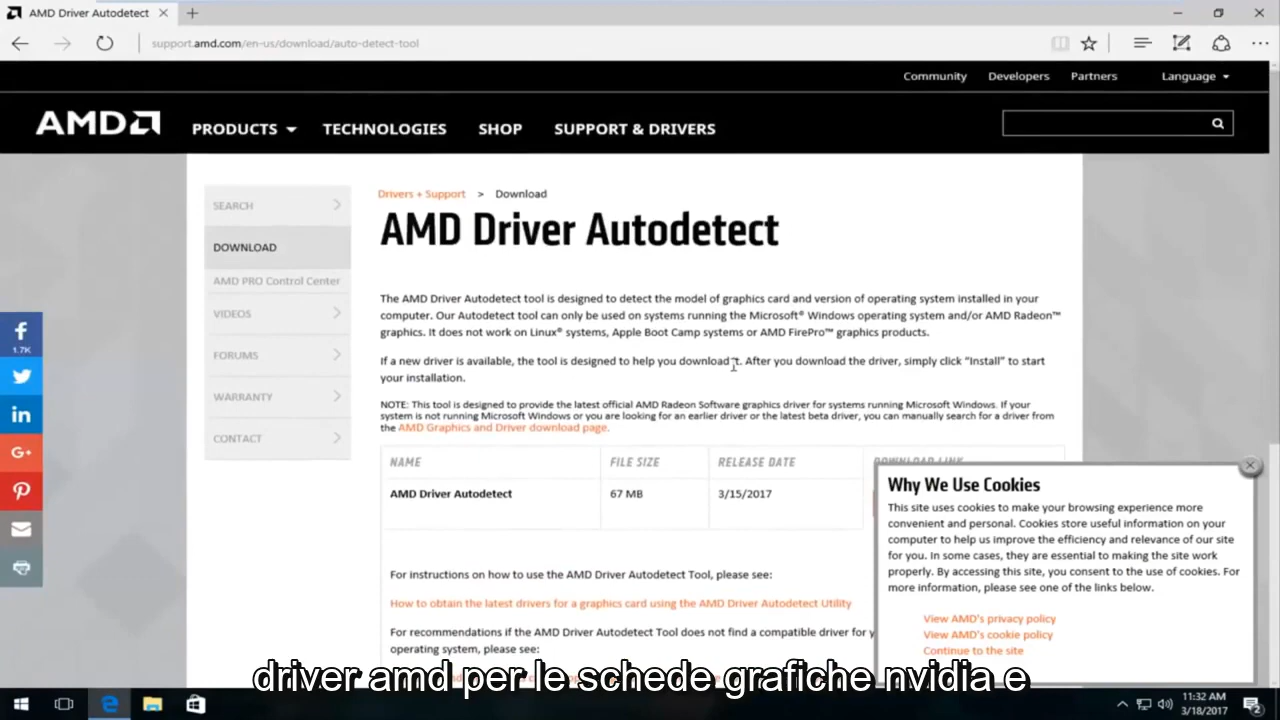 AMD Driver Autodetect
support.amd.com/en-us/download/auto-detect-tool
Community Developers Partners Language
AMD PRODUCTS TECHNOLOGIES SHOP SUPPORT & DRIVERS
SEARCH
DOWNLOAD
AMD PRO Control Center
VIDEOS
FORUMS
WARRANTY
CONTACT
1.7K
Drivers + Support > Download
AMD Driver Autodetect
The AMD Driver Autodetect tool is designed to detect the model of graphics card and version of operating system installed in your
computer. Our Autodetect tool can only be used on systems running the Microsoft® Windows operating system and/or AMD Radeon™
graphics. It does not work on Linux® systems, Apple Boot Camp systems or AMD FirePro™ graphics products.
If a new driver is available, the tool is designed to help you download it. After you download the driver, simply click “Install” to start
your installation.
NOTE: This tool is designed to provide the latest official AMD Radeon Software graphics driver for systems running Microsoft Windows. If your
system is not running Microsoft Windows or you are looking for an earlier driver or the latest beta driver, you can manually search for a driver from
the AMD Graphics and Driver download page.
NAME FILE SIZE RELEASE DATE DOWNLOAD LINK
AMD Driver Autodetect 67 MB 3/15/2017
For instructions on how to use the AMD Driver Autodetect Tool, please see:
How to obtain the latest drivers for a graphics card using the AMD Driver Autodetect Utility
For recommendations if the AMD Driver Autodetect Tool does not find a compatible driver for
operating system, please see:
Why We Use Cookies
This site uses cookies to make your browsing experience more
convenient and personal. Cookies store useful information on your
computer to help us improve the efficiency and relevance of our site
for you. In some cases, they are essential to making the site work
properly. By accessing this site, you consent to the use of cookies. For
more information, please see one of the links below.
View AMD's privacy policy
View AMD's cookie policy
Continue to the site
driver amd per le schede grafiche nvidia e
11:32 AM
3/18/2017
2